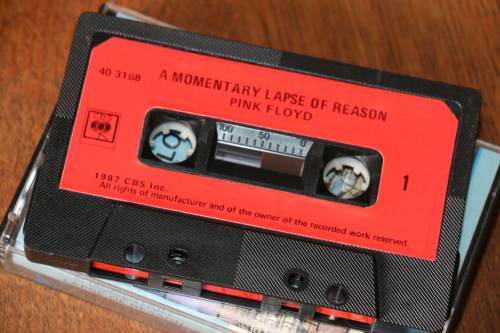 40 3168
A MOMENTARY LAPSE OF REASON
PINK FLOYD
CBS
100 50 0
1
1987 CBS Inc.
All rights of manufacturer and of the owner of the recorded work reserved.